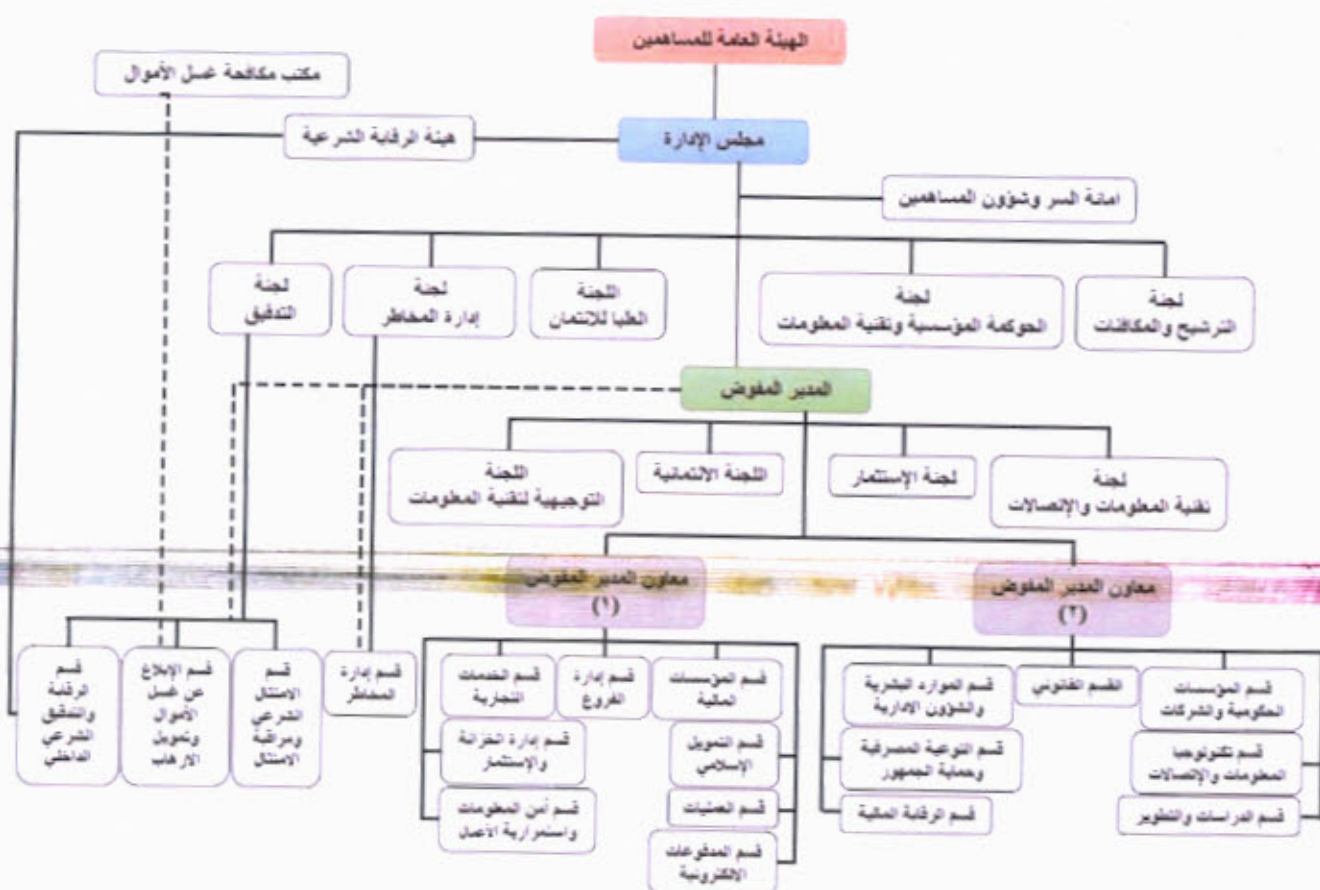 الهيئة العامة للمساهمين
مكتب مكافحة غسل الأموال
مجلس الإدارة
هيئة الرقابة الشرعية
امانة السر وشؤون المساهمين
لجنة
الترشيح والمكافئات
لجنة
الحوكمة المؤسسية وتقنية المعلومات
اللجنة
العليا للائتمان
لجنة
إدارة المخاطر
لجنة
التدقيق
المدير المفوض
لجنة
تقنية المعلومات والإتصالات
لجنة الإستثمار
اللجنة الائتمانية
اللجنة
التوجيهية لتقنية المعلومات
معاون المدير المفوض
(٢)
معاون المدير المفوض
(١)
قسم المؤسسات
الحكومية والشركات
القسم القانوني
قسم الموارد البشرية
والشؤون الإدارية
قسم تكنولوجيا
المعلومات والإتصالات
قسم التوعية المصرفية
وحماية الجمهور
قسم الدراسات والتطوير
قسم الرقابة المالية
قسم المؤسسات
المالية
قسم إدارة
الفروع
قسم الخدمات
التجارية
قسم التمويل
الإسلامي
قسم إدارة الخزانة
والإستثمار
قسم العمليات
قسم أمن المعلومات
واستمرارية الأعمال
قسم المدفوعات
الالكترونية
قسم إدارة
المخاطر
قسم
الامتثال
الشرعي
ومراقبة
الامتثال
قسم الإبلاغ
عن غسل
الأموال
وتمويل
الارهاب
قسم
الرقابة
والتدقيق
الشرعي
الداخلي